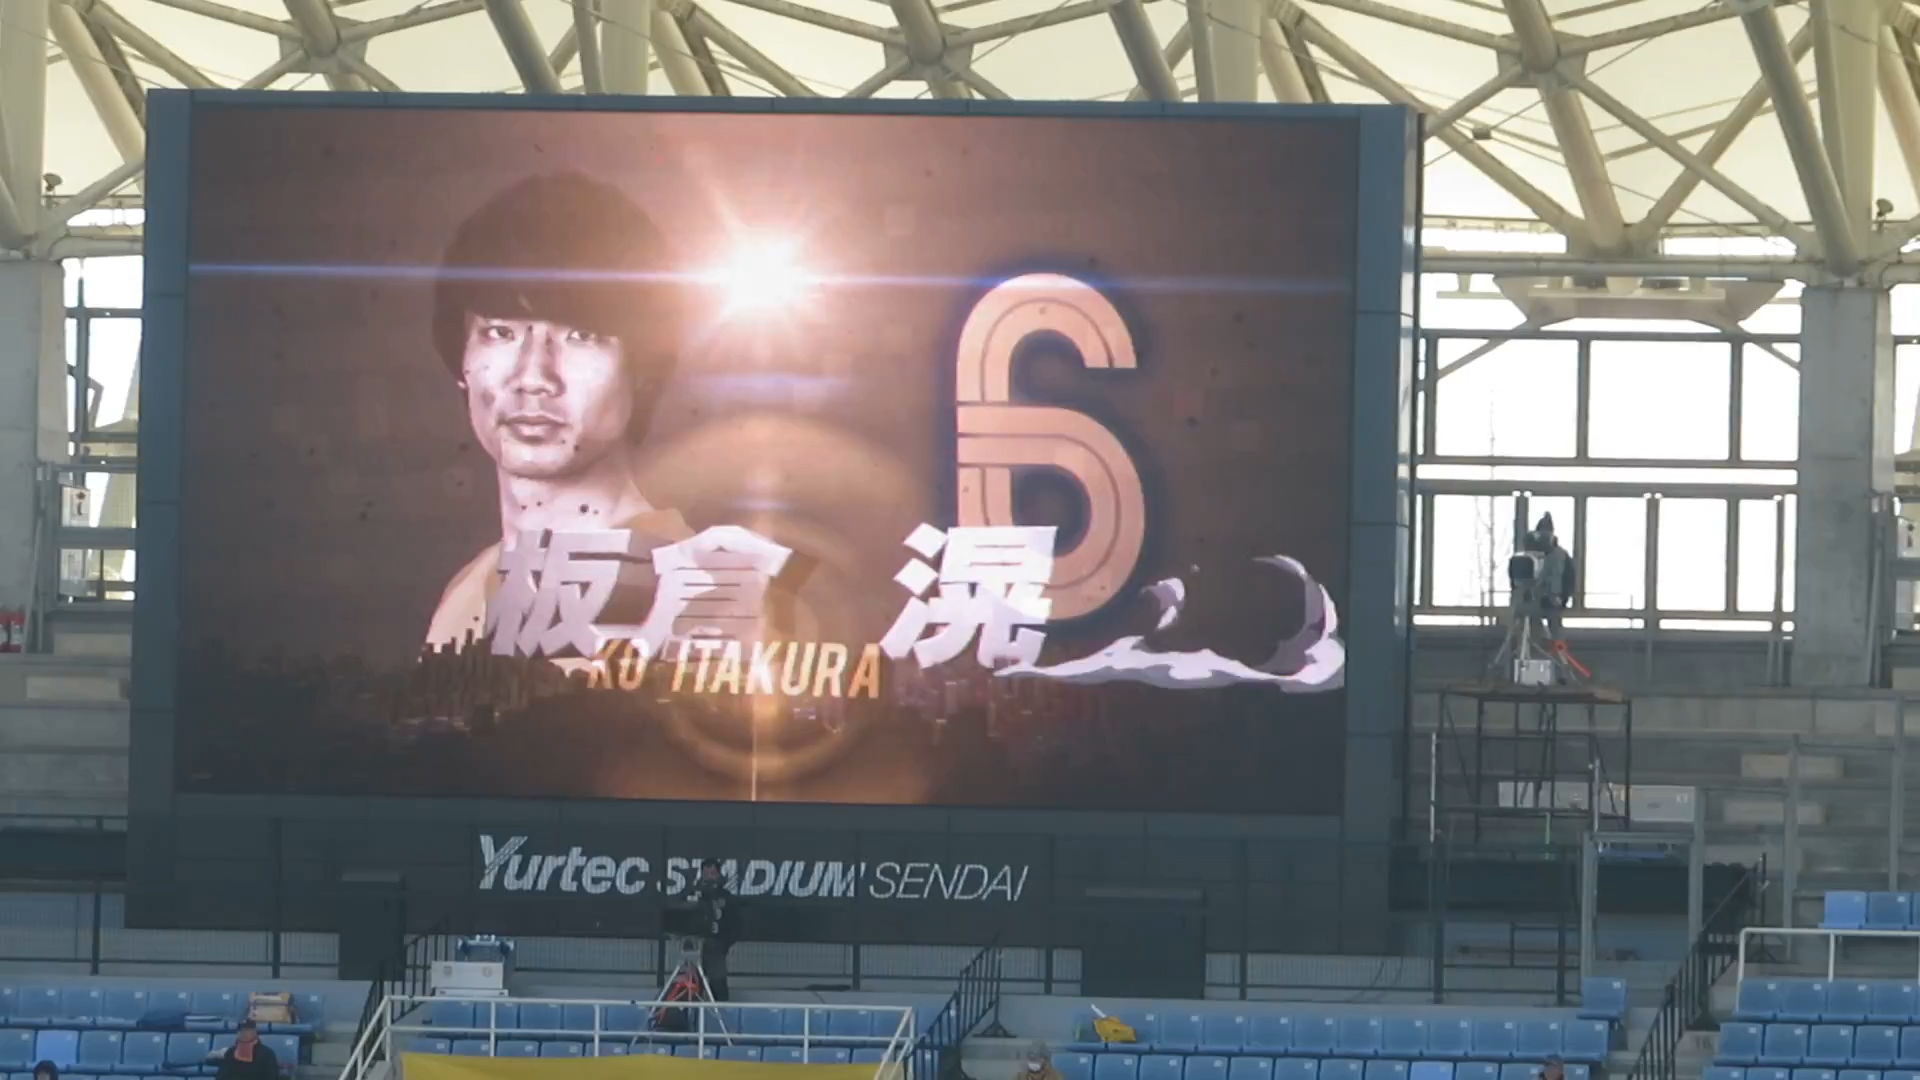 6
板倉 滉
KO ITAKURA
Yurtec STADIUM SENDAI